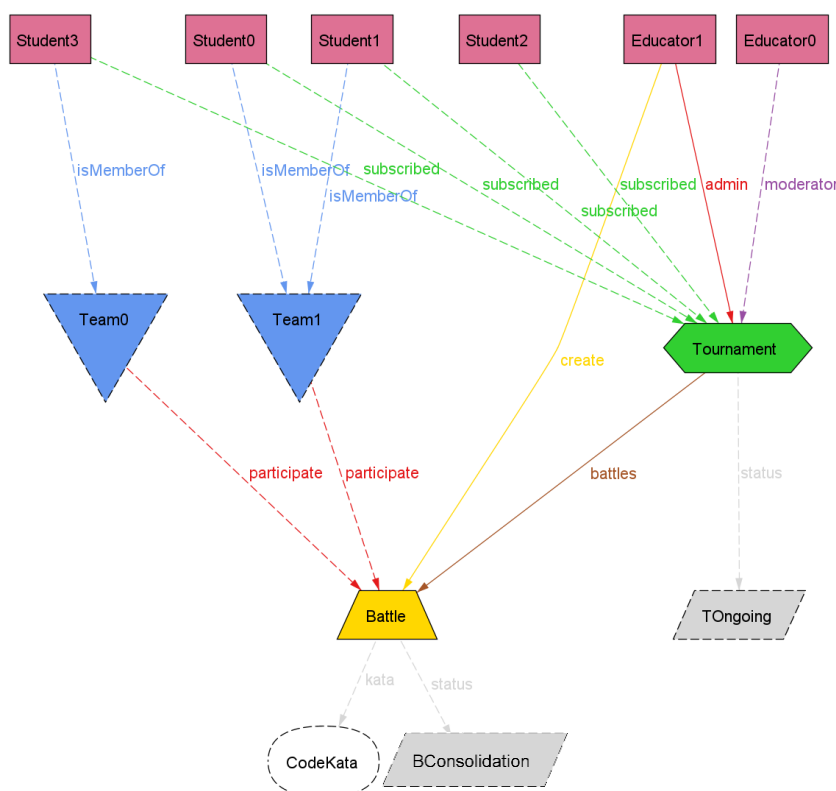 Student3
Student0
Student1
Student2
Educator1
Educator0
isMemberOf
subscribed
isMemberOf
subscribed
subscribed
admin
moderator
isMemberOf
subscribed
Team0
Team1
Tournament
create
participate
participate
battles
status
Battle
TOngoing
kata
status
CodeKata
BConsolidation